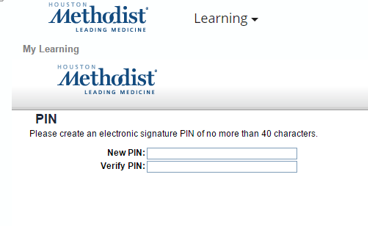 HOUSTON
Methodist
LEADING MEDICINE
Learning
My Learning
HOUSTON
Methodist
LEADING MEDICINE
PIN
Please create an electronic signature PIN of no more than 40 characters.
New PIN:
Verify PIN: